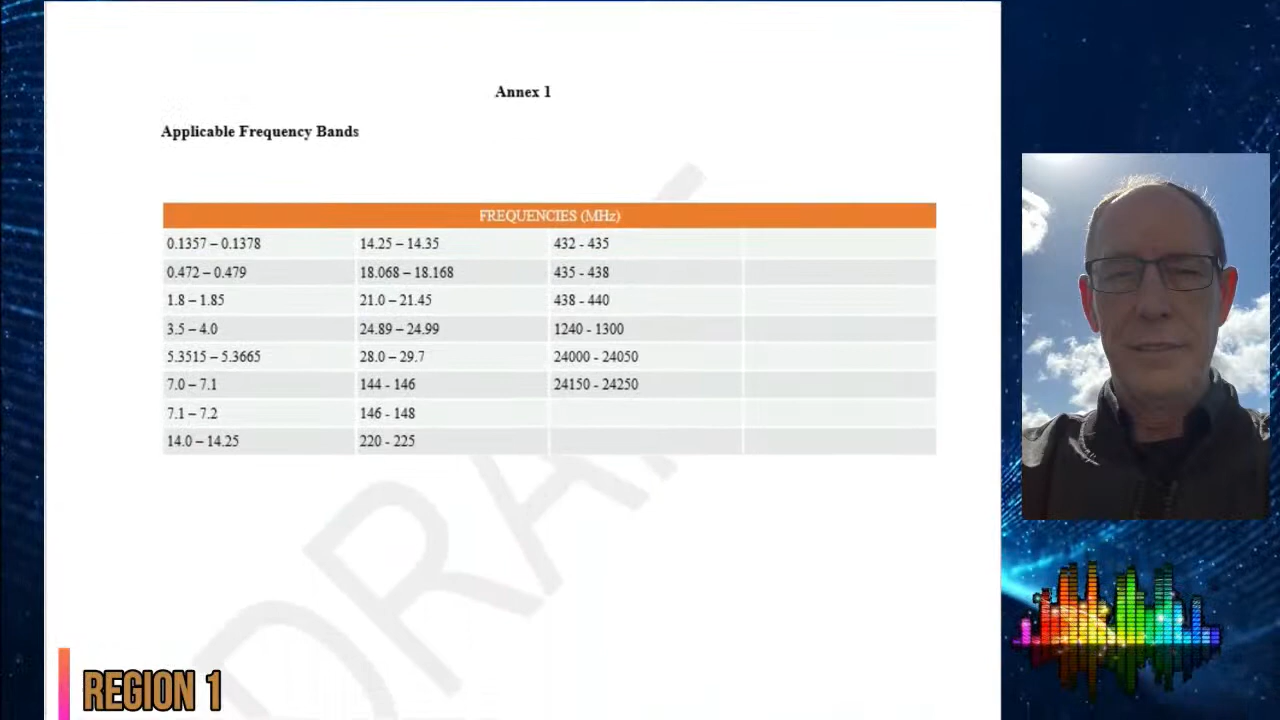 Annex 1
Applicable Frequency Bands
FREQUENCIES (MHz)
0.1357 – 0.1378 14.25 – 14.35 432 - 435
0.472 – 0.479 18.068 – 18.168 435 - 438
1.8 – 1.85 21.0 – 21.45 438 - 440
3.5 – 4.0 24.89 – 24.99 1240 - 1300
5.3515 – 5.3665 28.0 – 29.7 24000 - 24050
7.0 – 7.1 144 - 146 24150 - 24250
7.1 – 7.2 146 - 148
14.0 – 14.25 220 - 225
DRAF
REGION 1